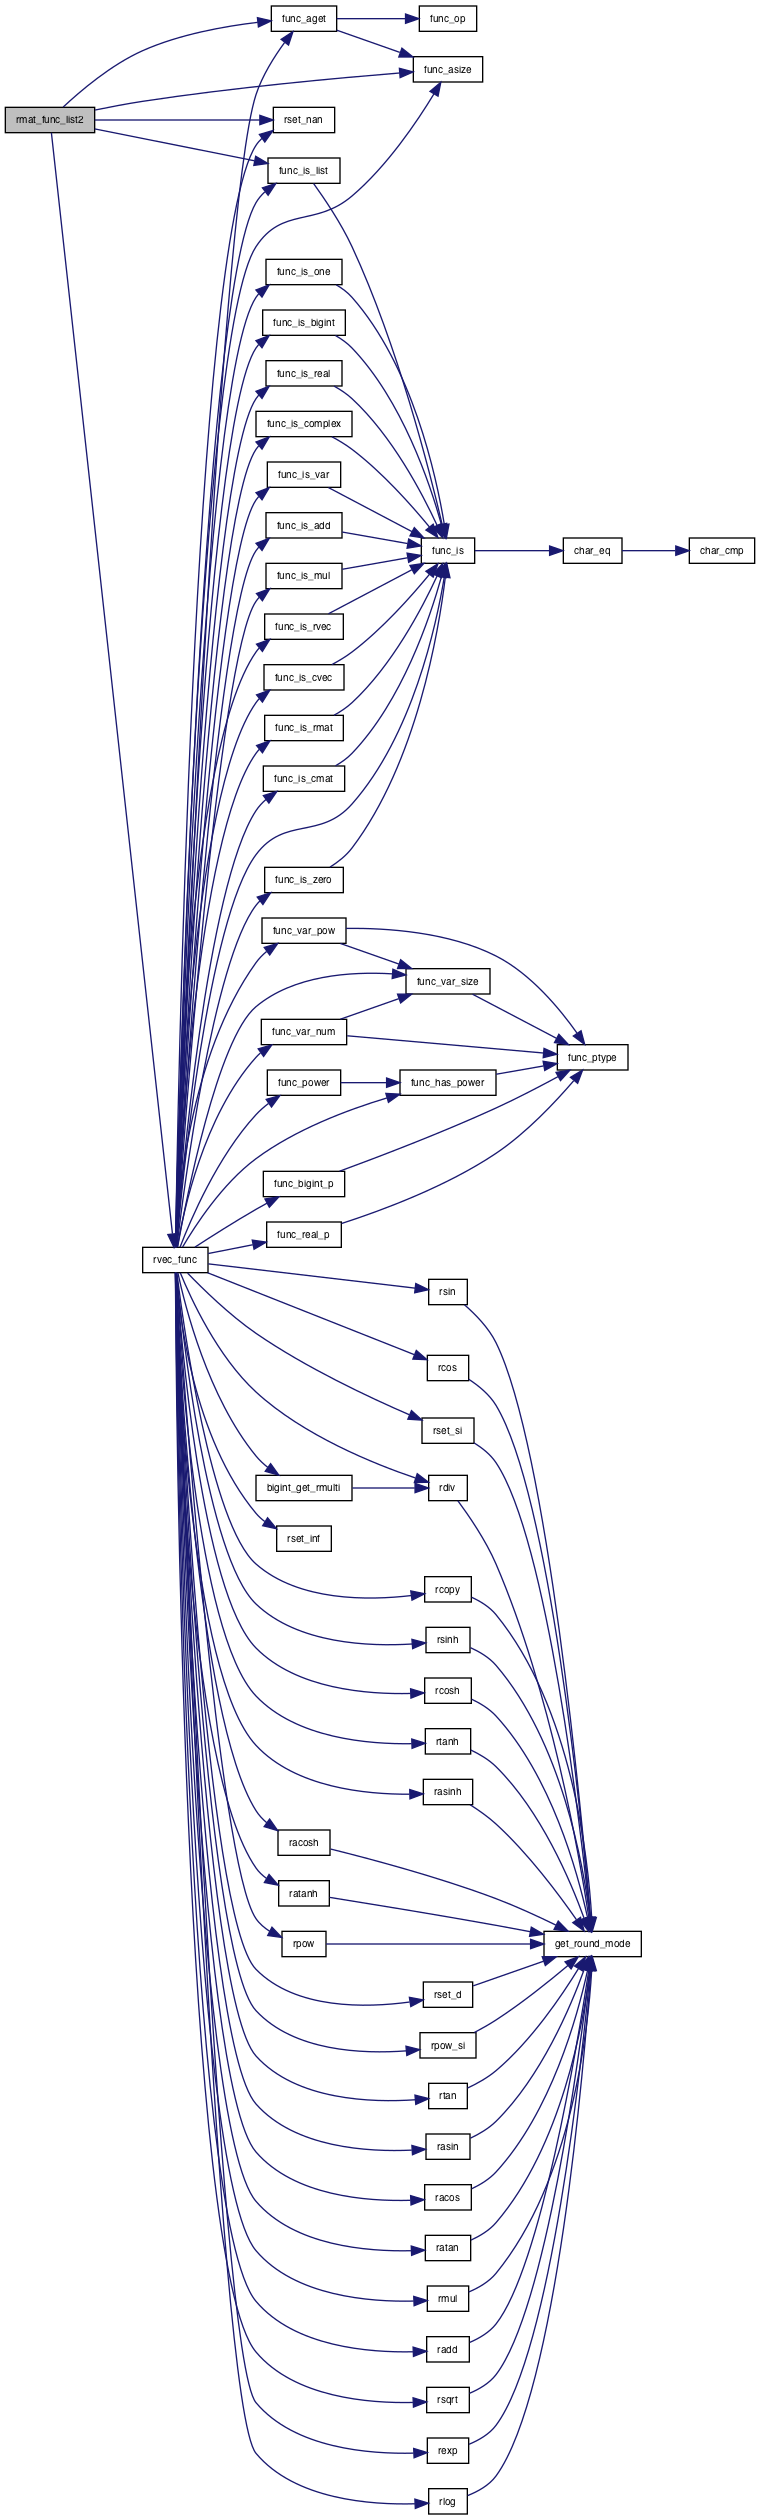 func_aget
func_op
func_asize
rmat_func_list2
rset_nan
func_is_list
func_is_one
func_is_bigint
func_is_real
func_is_complex
func_is_var
func_is_add
func_is
char_eq
char_cmp
func_is_mul
func_is_rvec
func_is_cvec
func_is_rmat
func_is_cmat
func_is_zero
func_var_pow
func_var_size
func_var_num
func_ptype
func_power
func_has_power
func_bigint_p
func_real_p
rvec_func
rsin
rcos
rset_si
bigint_get_rmulti
rdiv
rset_inf
rcopy
rsinh
rcosh
rtanh
rasinh
racosh
ratanh
rpow
get_round_mode
rset_d
rpow_si
rtan
rasin
racos
ratan
rmul
radd
rsqrt
rexp
rlog